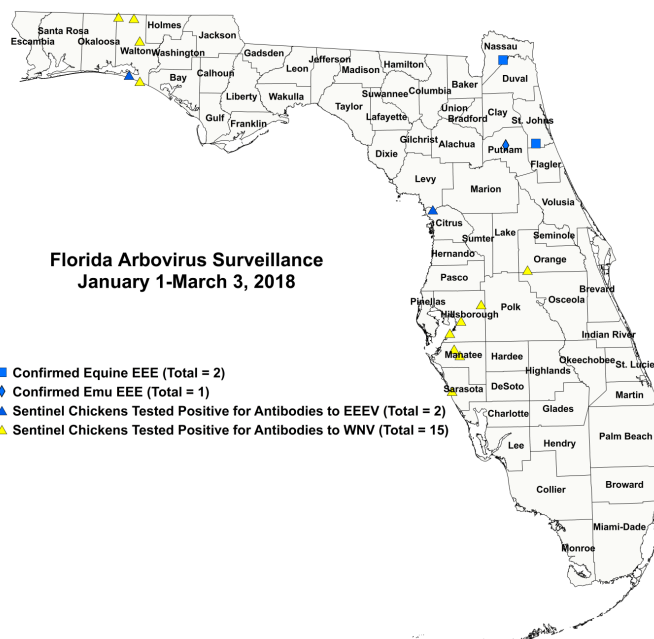 Nassau
Holmes
Santa Rosa
Jackson
Escambia
Okaloosa
Walton
Washington
Gadsden
Jefferson
Hamilton
Leon
Madison
Bay
Calhoun
Baker
Duval
Liberty
Wakulla
Suwannee
Columbia
Taylor
Union
Clay
Gulf
Franklin
Lafayette
Bradford
St. Johns
Gilchrist
Alachua
Putnam
Dixie
Flagler
Levy
Marion
Volusia
Citrus
Lake
Sumter
Seminole
Florida Arbovirus Surveillance
January 1-March 3, 2018
Hernando
Orange
Pasco
Brevard
Pinellas
Osceola
Hillsborough
Polk
Indian River
Manatee
Hardee
Okeechobee
St. Lucie
Highlands
Confirmed Equine EEE (Total = 2)
Confirmed Emu EEE (Total = 1)
Sentinel Chickens Tested Positive for Antibodies to EEEV (Total = 2)
Sentinel Chickens Tested Positive for Antibodies to WNV (Total = 15)
Sarasota
DeSoto
Martin
Charlotte
Glades
Lee
Hendry
Palm Beach
Collier
Broward
Miami-Dade
Monroe